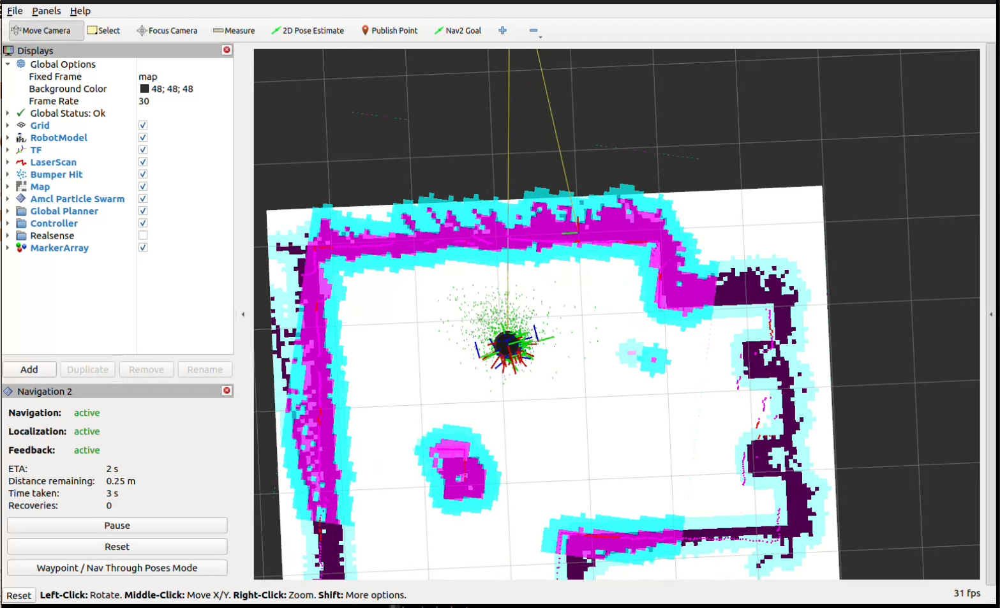 File Panels Help
Move Camera Select Focus Camera Measure 2D Pose Estimate Publish Point Nav2 Goal
Displays
Global Options
Fixed Frame map
Background Color 48; 48; 48
Frame Rate 30
Global Status: Ok
Grid
RobotModel
TF
LaserScan
Bumper Hit
Map
Amcl Particle Swarm
Global Planner
Controller
Realsense
MarkerArray
Add Duplicate Remove Rename
Navigation 2
Navigation: active
Localization: active
Feedback: active
ETA: 2 s
Distance remaining: 0.25 m
Time taken: 3 s
Recoveries: 0
Pause
Reset
Waypoint / Nav Through Poses Mode
Reset Left-Click: Rotate. Middle-Click: Move X/Y. Right-Click: Zoom. Shift: More options. 31 fps